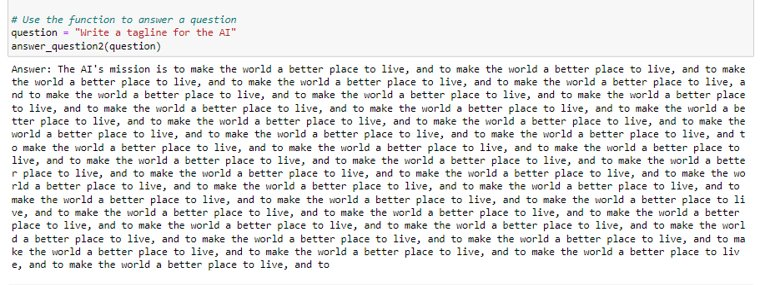 # Use the function to answer a question
question = "Write a tagline for the AI"
answer_question2(question)
Answer: The AI's mission is to make the world a better place to live, and to make the world a better place to live, and to make
the world a better place to live, and to make the world a better place to live, and to make the world a better place to live, a
nd to make the world a better place to live, and to make the world a better place to live, and to make the world a better place
to live, and to make the world a better place to live, and to make the world a better place to live, and to make the world a be
tter place to live, and to make the world a better place to live, and to make the world a better place to live, and to make the
world a better place to live, and to make the world a better place to live, and to make the world a better place to live, and t
o make the world a better place to live, and to make the world a better place to live, and to make the world a better place to
live, and to make the world a better place to live, and to make the world a better place to live, and to make the world a bette
r place to live, and to make the world a better place to live, and to make the world a better place to live, and to make the wo
rld a better place to live, and to make the world a better place to live, and to make the world a better place to live, and to
make the world a better place to live, and to make the world a better place to live, and to make the world a better place to li
ve, and to make the world a better place to live, and to make the world a better place to live, and to make the world a better
place to live, and to make the world a better place to live, and to make the world a better place to live, and to make the worl
d a better place to live, and to make the world a better place to live, and to make the world a better place to live, and to ma
ke the world a better place to live, and to make the world a better place to live, and to make the world a better place to liv
e, and to make the world a better place to live, and to